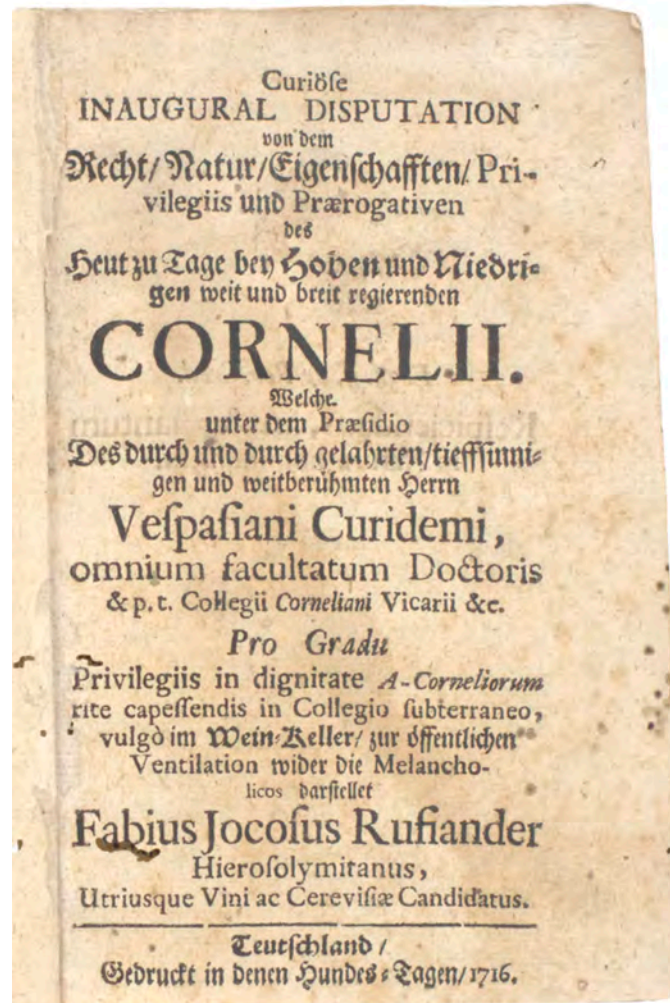 Curiöſe
INAUGURAL DISPUTATION
von dem
Recht/ Natur/ Eigenſchafften/ Pri-
vilegiis und Prærogativen
des
Heut zu Tage bey Hohen und Niedri-
gen weit und breit regierenden
CORNELII.
Welche
unter dem Præſidio
Des durch und durch gelahrten/ tieffſinni-
gen und weitberühmten Herrn
Veſpaſiani Curidemi,
omnium facultatum Doctoris
& p. t. Collegii Corneliani Vicarii &c.
Pro Gradu
Privilegiis in dignitate A-Corneliorum
rite capeſſendis in Collegio ſubterraneo,
vulgò im Wein-Keller/ zur öffentlichen
Ventilation wider die Melancho-
licos darſtellet
Fabius Jocoſus Rufiander
Hieroſolymitanus,
Utriusque Vini ac Cereviſiæ Candidatus.
Teutſchland /
Gedruckt in denen Hundes-Tagen/ 1716.